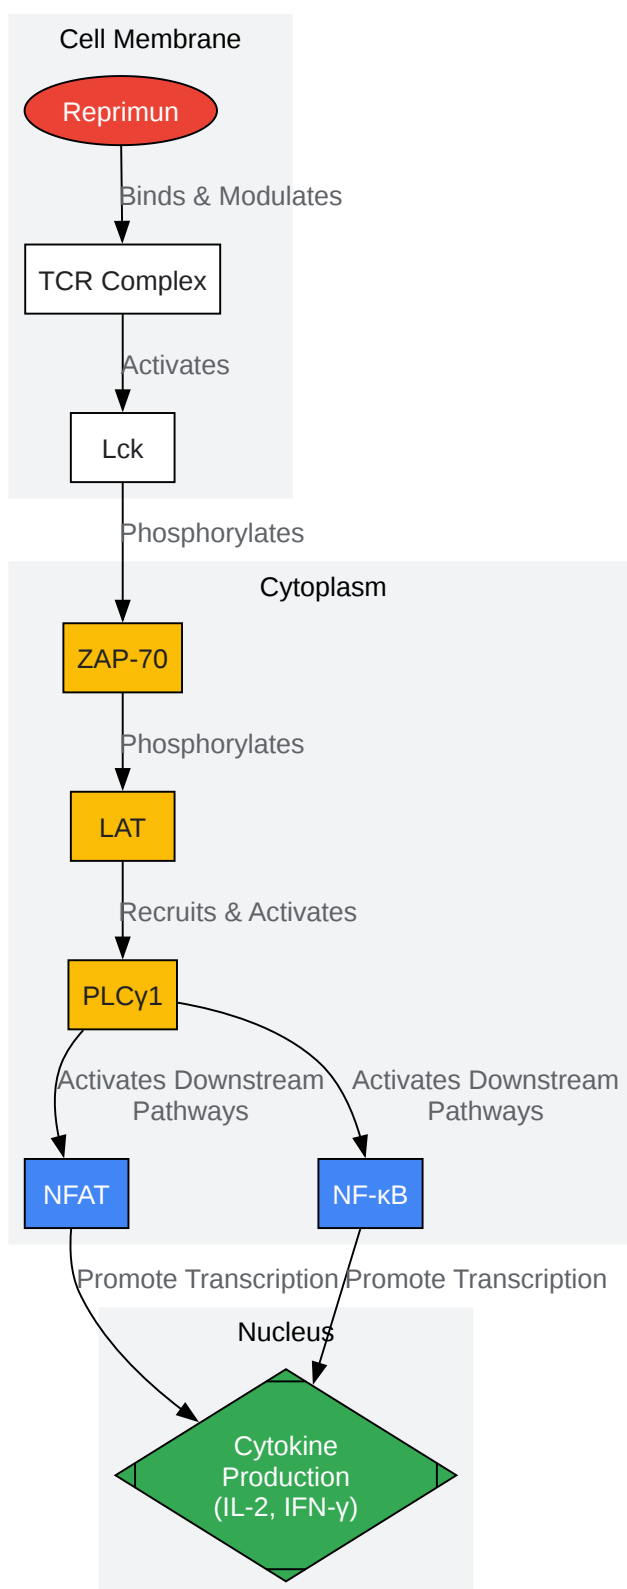 Cell Membrane
Reprimun
Binds & Modulates
TCR Complex
Activates
Lck
Phosphorylates
Cytoplasm
ZAP-70
Phosphorylates
LAT
Recruits & Activates
PLCγ1
Activates Downstream
Pathways
Activates Downstream
Pathways
NFAT
NF-κB
Promote Transcription
Promote Transcription
Nucleus
Cytokine
Production
(IL-2, IFN-γ)